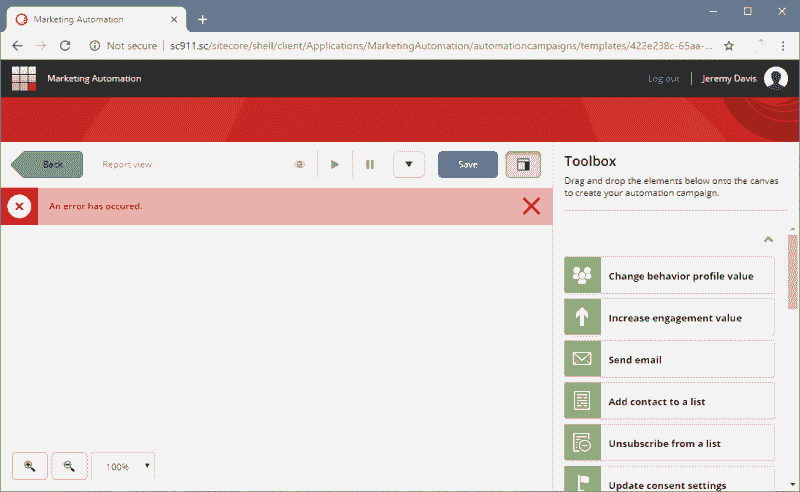 Marketing Automation
Not secure | sc911.sc/sitecore/shell/client/Applications/MarketingAutomation/automationcampaigns/templates/422e238c-65aa-...
Marketing Automation
Log out
Jeremy Davis
Back
Report view
Save
An error has occured.
Toolbox
Drag and drop the elements below onto the canvas
to create your automation campaign.
Change behavior profile value
Increase engagement value
Send email
Add contact to a list
Unsubscribe from a list
Update consent settings
100%